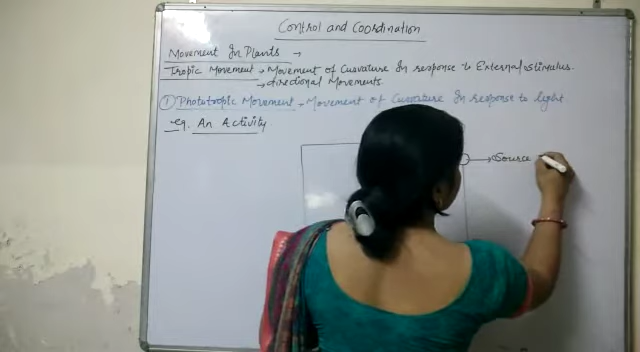 Control and Coordination
Movement In Plants →
Tropic Movement → Movement of Curvature In response to External stimulus.
→ directional Movements.
① Phototropic Movement - Movement of Curvature In response to light
eg. An Activity
→ Source